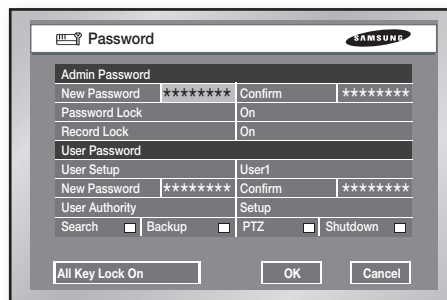 Password
SAMSUNG
Admin Password
New Password ******** Confirm ********
Password Lock On
Record Lock On
User Password
User Setup User1
New Password ******** Confirm ********
User Authority Setup
Search Backup PTZ Shutdown
All Key Lock On OK Cancel